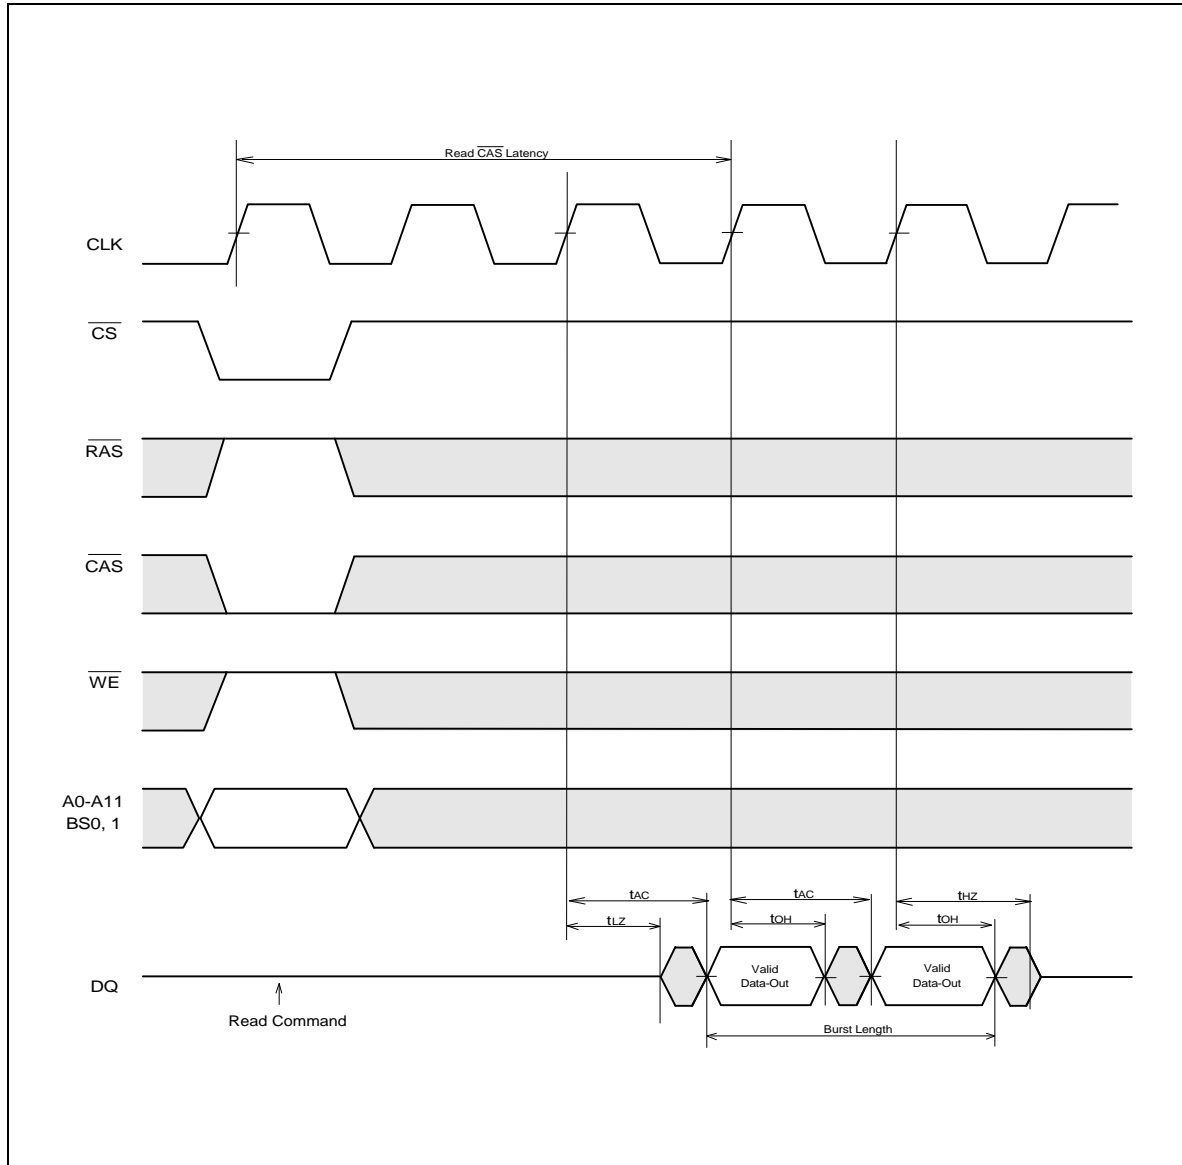 Read CAS Latency
CLK
CS
RAS
CAS
WE
A0-A11
BS0, 1
tAC
tAC
tHZ
tLZ
tOH
tOH
DQ
Valid
Data-Out
Valid
Data-Out
Read Command
Burst Length